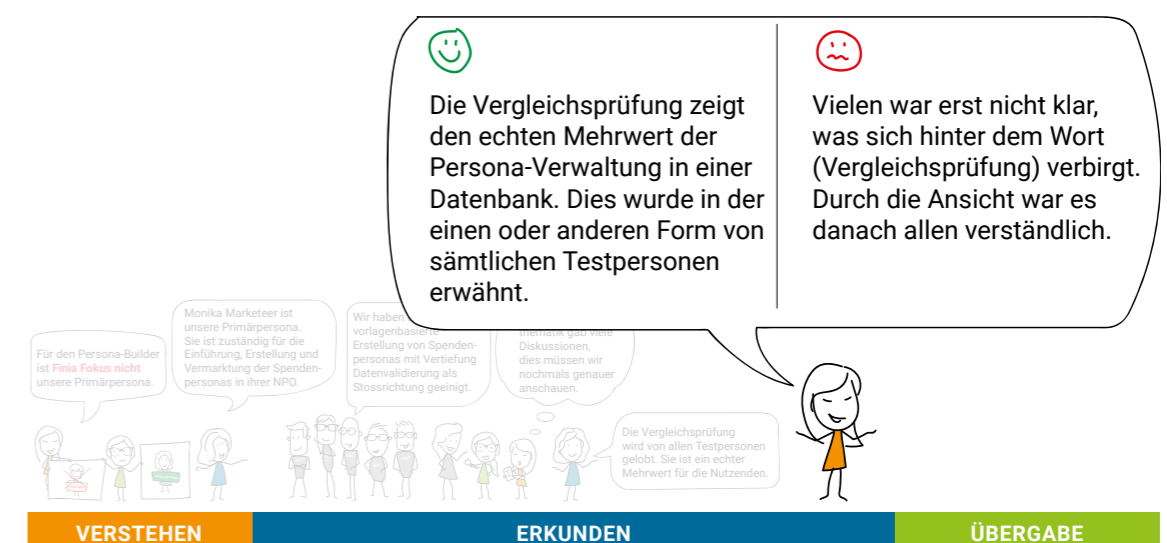 Die Vergleichsprüfung zeigt
den echten Mehrwert der
Persona-Verwaltung in einer
Datenbank. Dies wurde in der
einen oder anderen Form von
sämtlichen Testpersonen
erwähnt.
Vielen war erst nicht klar,
was sich hinter dem Wort
(Vergleichsprüfung) verbirgt.
Durch die Ansicht war es
danach allen verständlich.
Für den Persona-Builder
ist Finia Fokus nicht
unsere Primärpersona.
Monika Marketeer ist
unsere Primärpersona.
Sie ist zuständig für die
Einführung, Erstellung und
Vermarktung der Spenden-
personas in ihrer NPO.
Wir haben
vorlagenbasierte
Erstellung von Spenden-
personas mit Vertiefung
Datenvalidierung als
Stossrichtung geeinigt.
thematik gab viele
Diskussionen,
dies müssen wir
nochmals genauer
anschauen.
Die Vergleichsprüfung
wird von allen Testpersonen
gelobt. Sie ist ein echter
Mehrwert für die Nutzenden.
VERSTEHEN
ERKUNDEN
ÜBERGABE